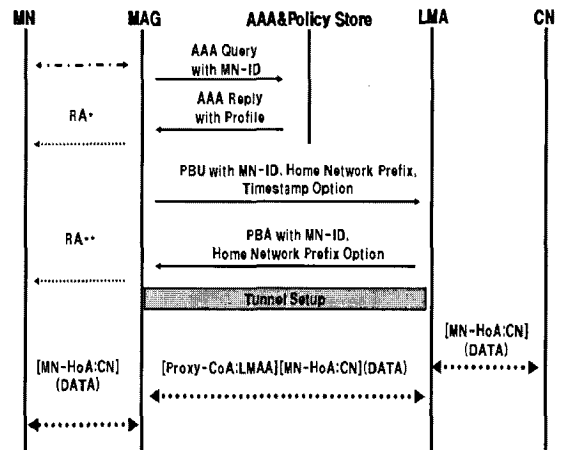 MN MAG AAA&Policy Store LMA CN
AAA Query
with MN-ID
AAA Reply
with Profile
RA*
PBU with MN-ID, Home Network Prefix,
Timestamp Option
RA**
PBA with MN-ID,
Home Network Prefix Option
Tunnel Setup
[MN-HoA:CN]
(DATA)
[MN-HoA:CN]
(DATA)
[Proxy-CoA:LMAA][MN-HoA:CN](DATA)